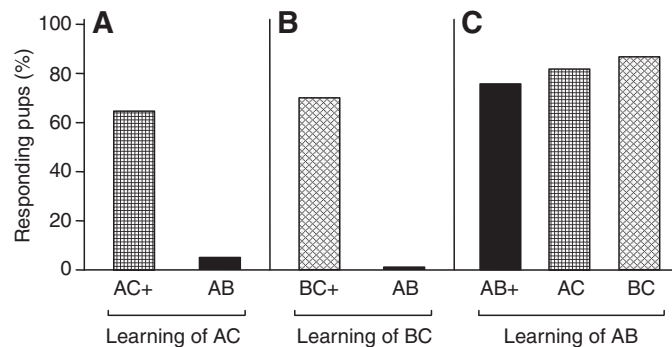 A B C
100
80
60
40
20
0
Responding pups (%)
AC+ AB BC+ AB AB+ AC BC
Learning of AC Learning of BC Learning of AB